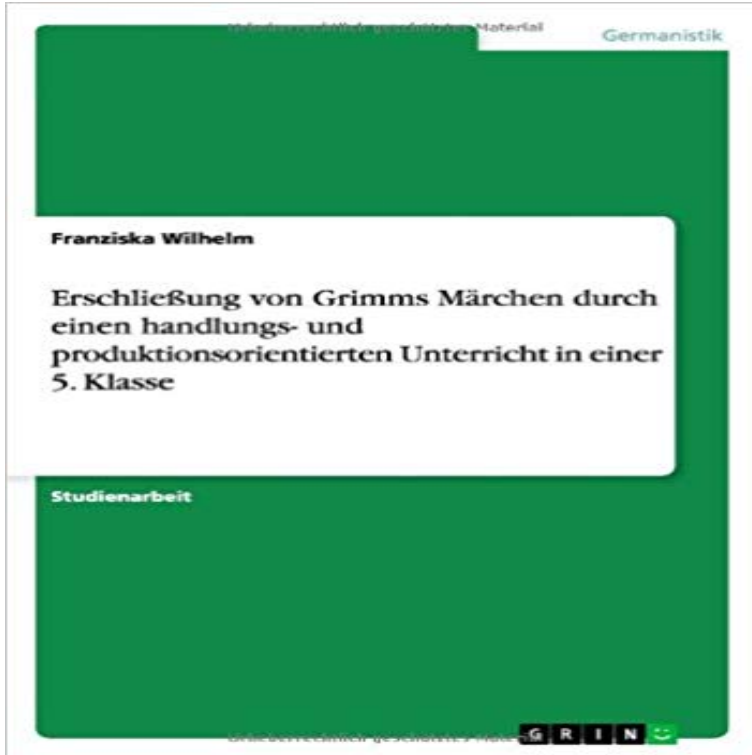 Material
Germanistik
Franziska Wilhelm
Erschließung von Grimms Märchen durch
einen handlungs- und
produktionsorientierten Unterricht in einer
5. Klasse
Studienarbeit
GRIN